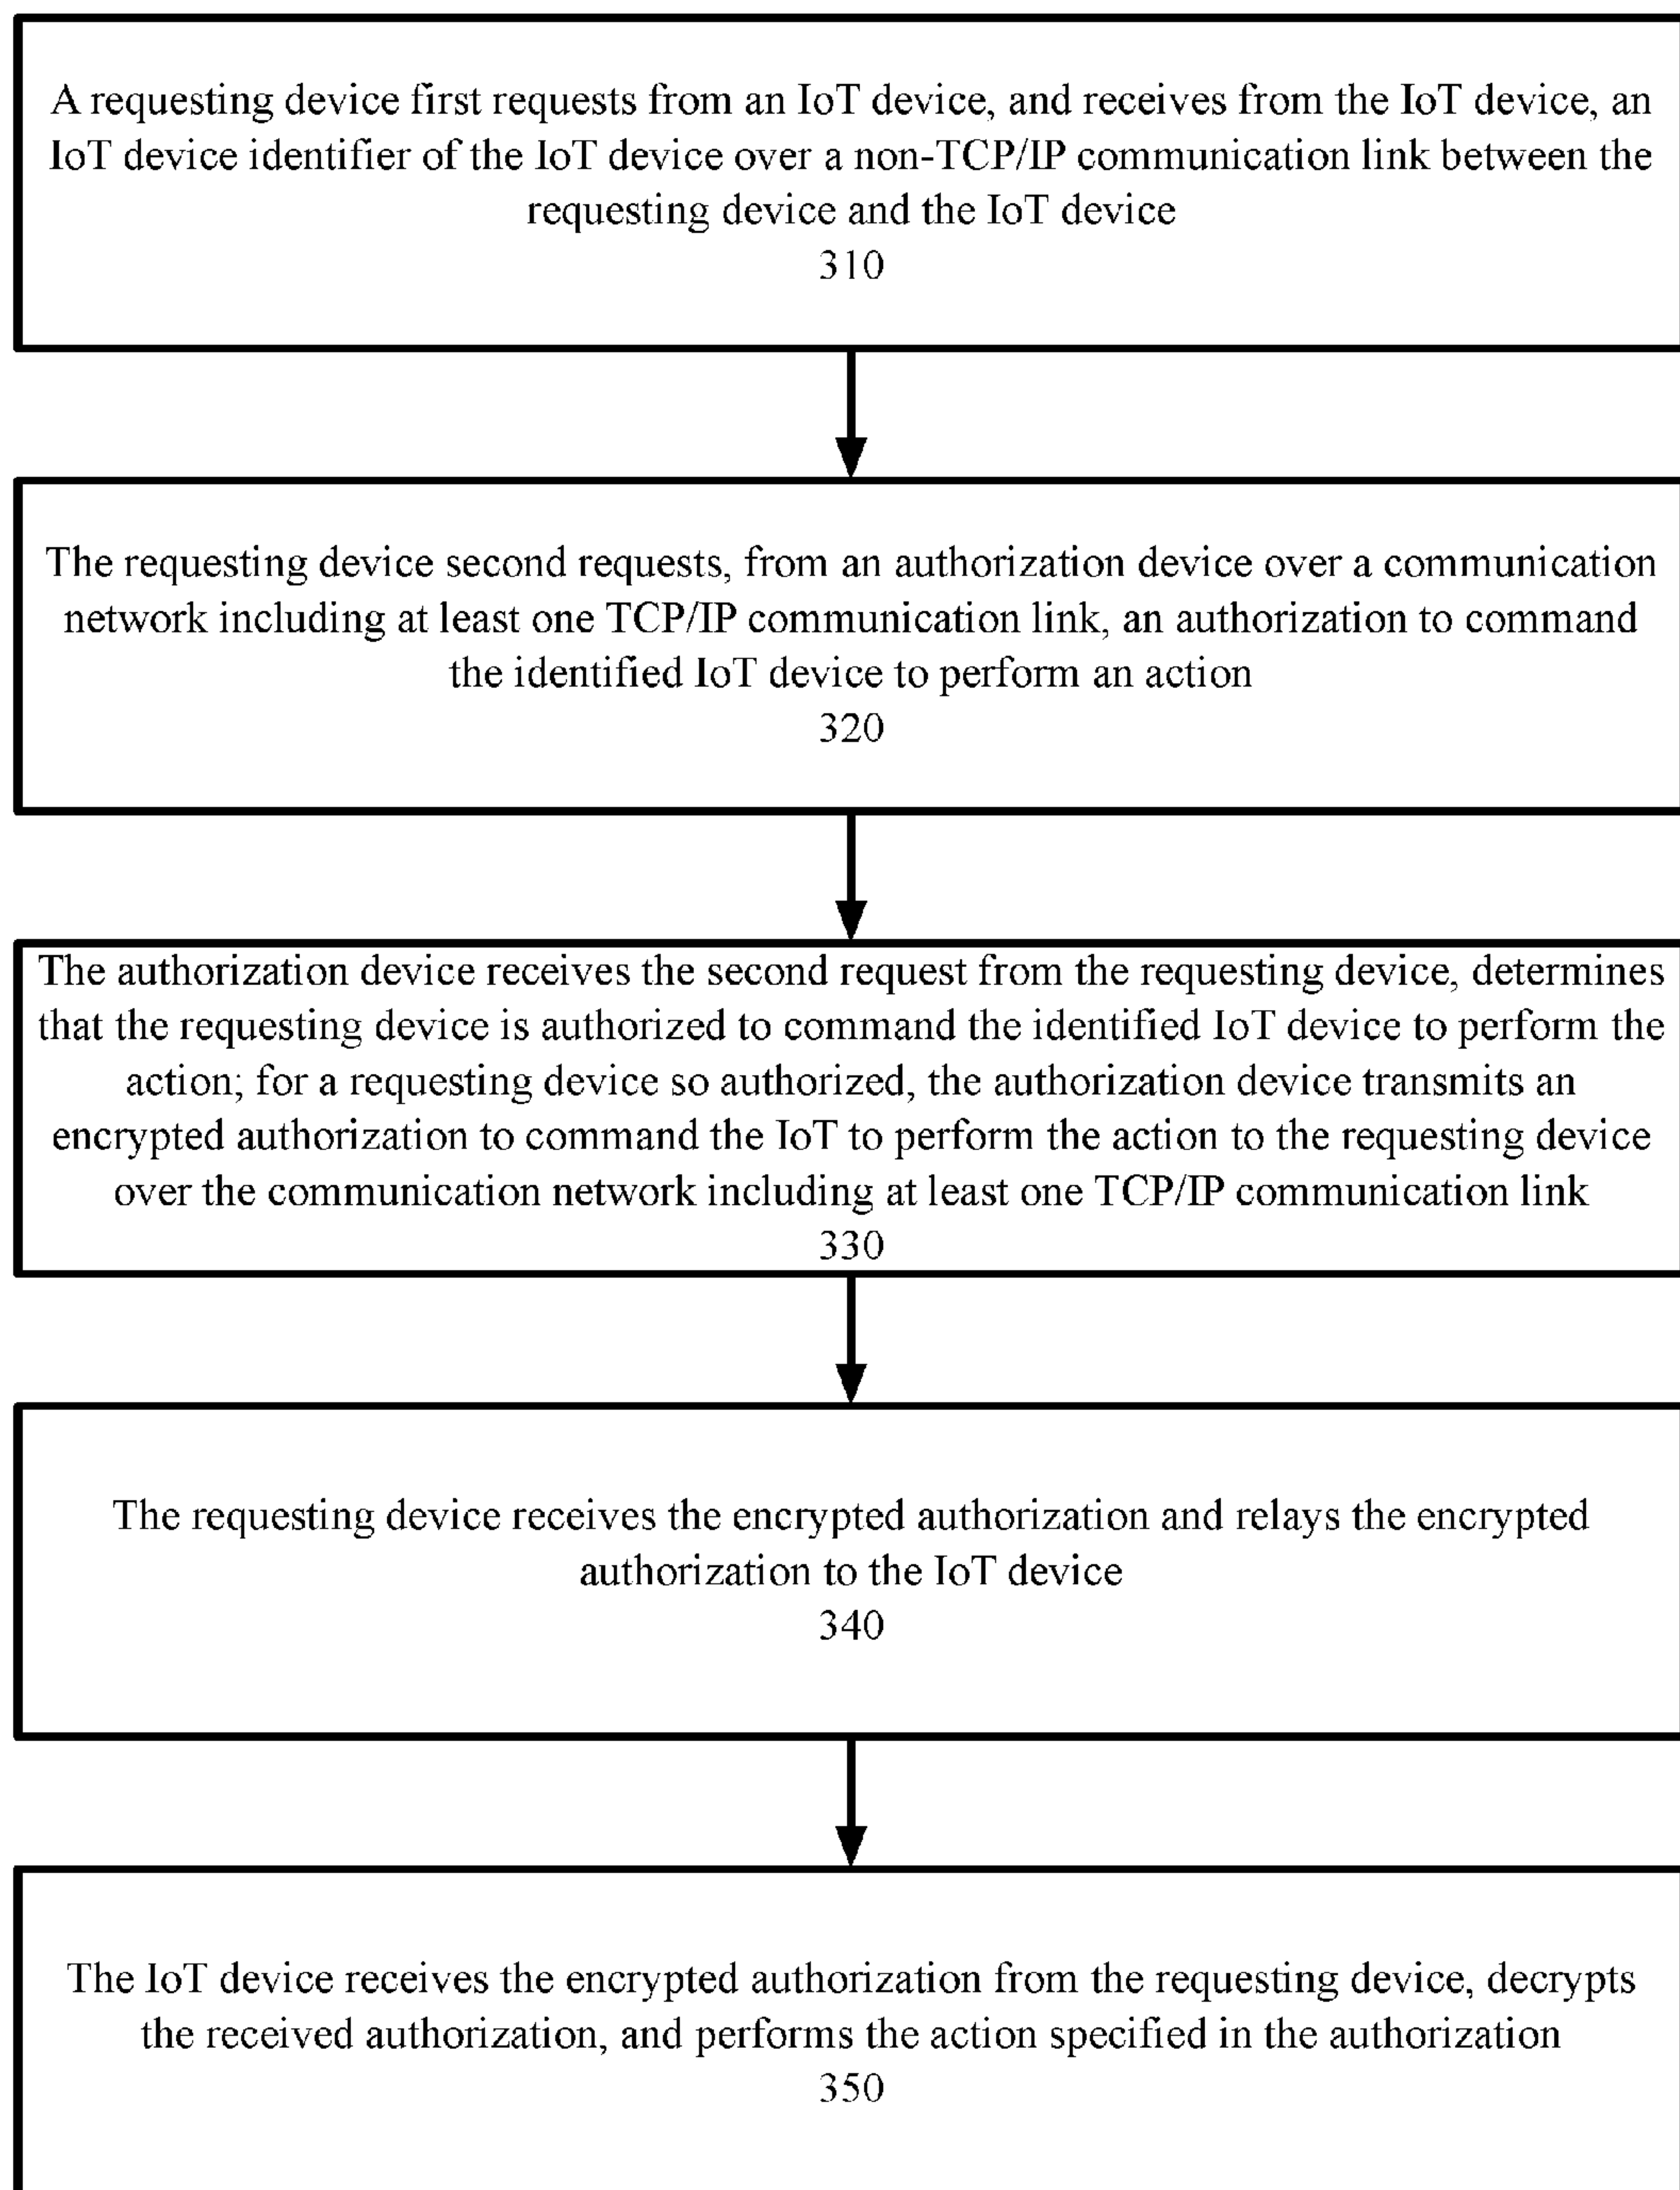 A requesting device first requests from an IoT device, and receives from the IoT device, an
IoT device identifier of the IoT device over a non-TCP/IP communication link between the
requesting device and the IoT device
310
The requesting device second requests, from an authorization device over a communication
network including at least one TCP/IP communication link, an authorization to command
the identified IoT device to perform an action
320
The authorization device receives the second request from the requesting device, determines
that the requesting device is authorized to command the identified IoT device to perform the
action; for a requesting device so authorized, the authorization device transmits an
encrypted authorization to command the IoT to perform the action to the requesting device
over the communication network including at least one TCP/IP communication link
330
The requesting device receives the encrypted authorization and relays the encrypted
authorization to the IoT device
340
The IoT device receives the encrypted authorization from the requesting device, decrypts
the received authorization, and performs the action specified in the authorization
350